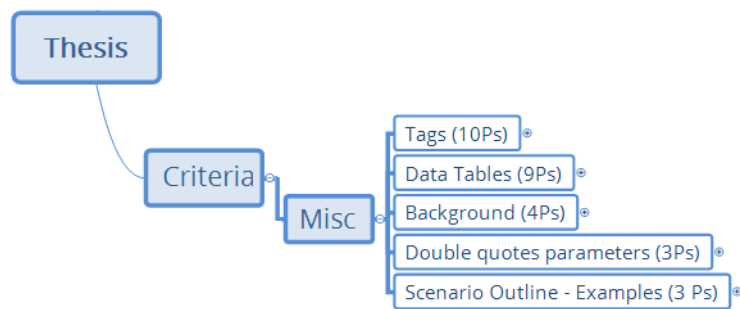 Thesis
Criteria
Misc
Tags (10Ps)
Data Tables (9Ps)
Background (4Ps)
Double quotes parameters (3Ps)
Scenario Outline - Examples (3 Ps)